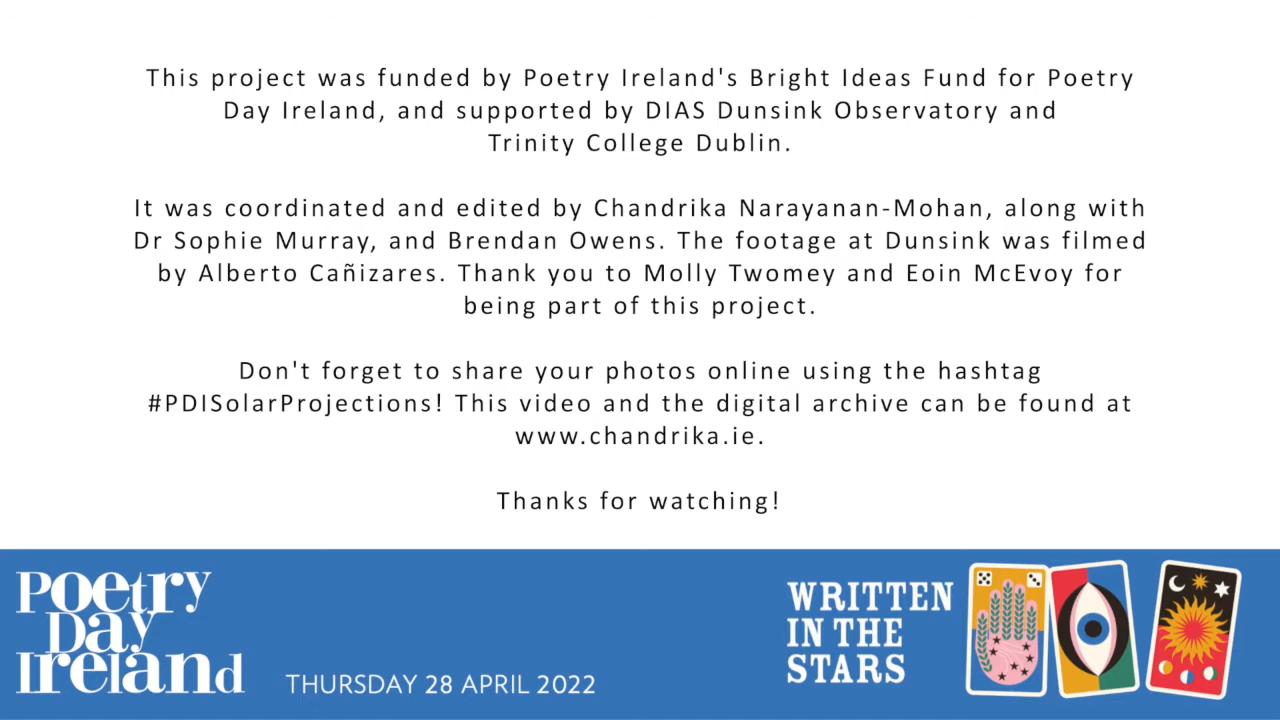 This project was funded by Poetry Ireland's Bright Ideas Fund for Poetry
Day Ireland, and supported by DIAS Dunsink Observatory and
Trinity College Dublin.
It was coordinated and edited by Chandrika Narayanan-Mohan, along with
Dr Sophie Murray, and Brendan Owens. The footage at Dunsink was filmed
by Alberto Cañizares. Thank you to Molly Twomey and Eoin McEvoy for
being part of this project.
Don't forget to share your photos online using the hashtag
#PDISolarProjections! This video and the digital archive can be found at
www.chandrika.ie.
Thanks for watching!
Poetry
Day
Ireland
THURSDAY 28 APRIL 2022
WRITTEN
IN THE
STARS